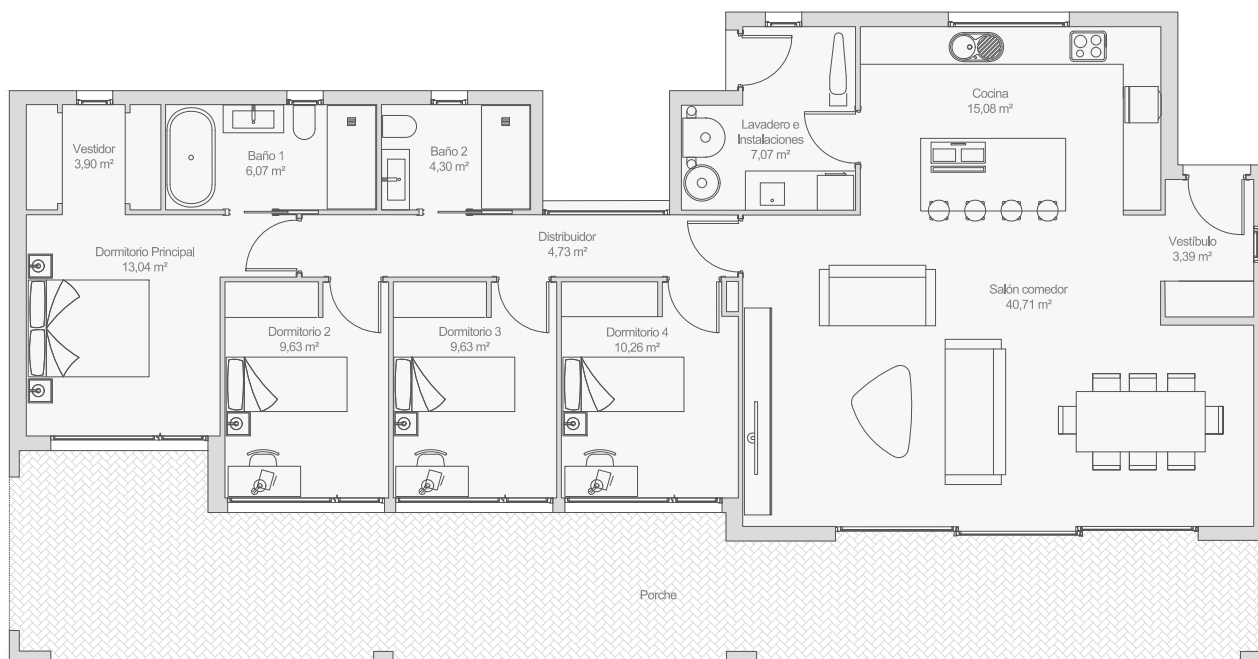 Cocina
15,08 m²
Lavadero e
Instalaciones
7,07 m²
Vestidor
3,90 m²
Baño 1
6,07 m²
Baño 2
4,30 m²
Distribuidor
4,73 m²
Vestíbulo
3,39 m²
Dormitorio Principal
13,04 m²
Salón comedor
40,71 m²
Dormitorio 2
9,63 m²
Dormitorio 3
9,63 m²
Dormitorio 4
10,26 m²
Porche